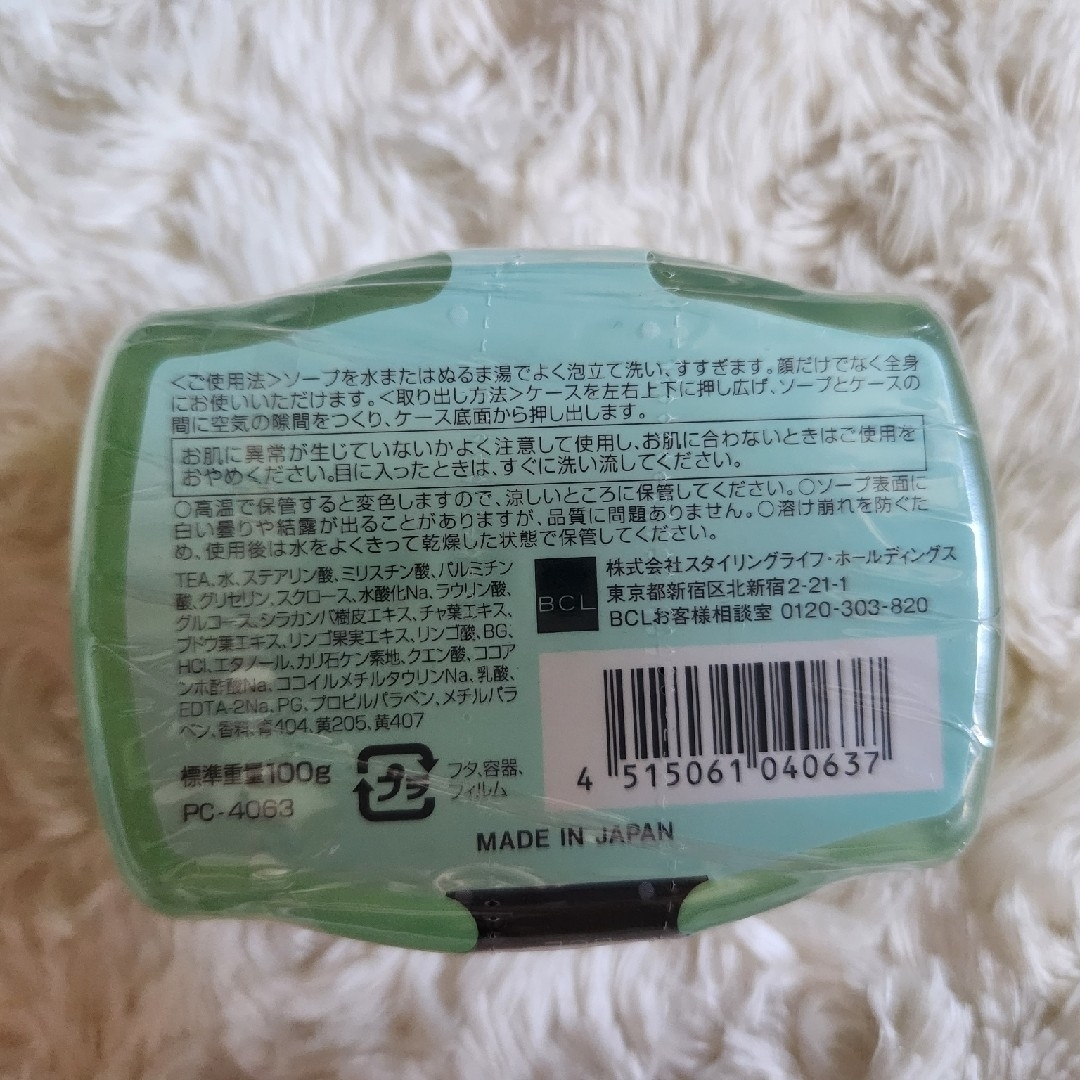 <ご使用法>ソープを水またはぬるま湯でよく泡立て洗い、すすぎます。顔だけでなく全身
にお使いいただけます。<取り出し方法>ケースを左右上下に押し広げ、ソープとケースの
間に空気の隙間をつくり、ケース底面から押し出します。
お肌に異常が生じていないかよく注意して使用し、お肌に合わないときはご使用を
おやめください。目に入ったときは、すぐに洗い流してください。
○高温で保管すると変色しますので、涼しいところに保管してください。○ソープ表面に
白い曇りや結露が出ることがありますが、品質に問題ありません。○溶け崩れを防ぐた
め、使用後は水をよくきって乾燥した状態で保管してください。
TEA、水、ステアリン酸、ミリスチン酸、パルミチン
酸、グリセリン、スクロース、水酸化Na、ラウリン酸、
グルコース、シラカンバ樹皮エキス、チャ葉エキス、
ブドウ葉エキス、リンゴ果実エキス、リンゴ酸、BG、
HCl、エタノール、カリ石ケン素地、クエン酸、ココア
ンホ酢酸Na、ココイルメチルタウリンNa、乳酸、
EDTA-2Na、PG、プロピルパラベン、メチルパラ
ベン、香料、青404、黄205、黄407
BCL
株式会社スタイリングライフ・ホールディングス
東京都新宿区北新宿2-21-1
BCLお客様相談室 0120-303-820
4 515061 040637
標準重量100g
PC-4063
プラ
フタ、容器、
フィルム
MADE IN JAPAN